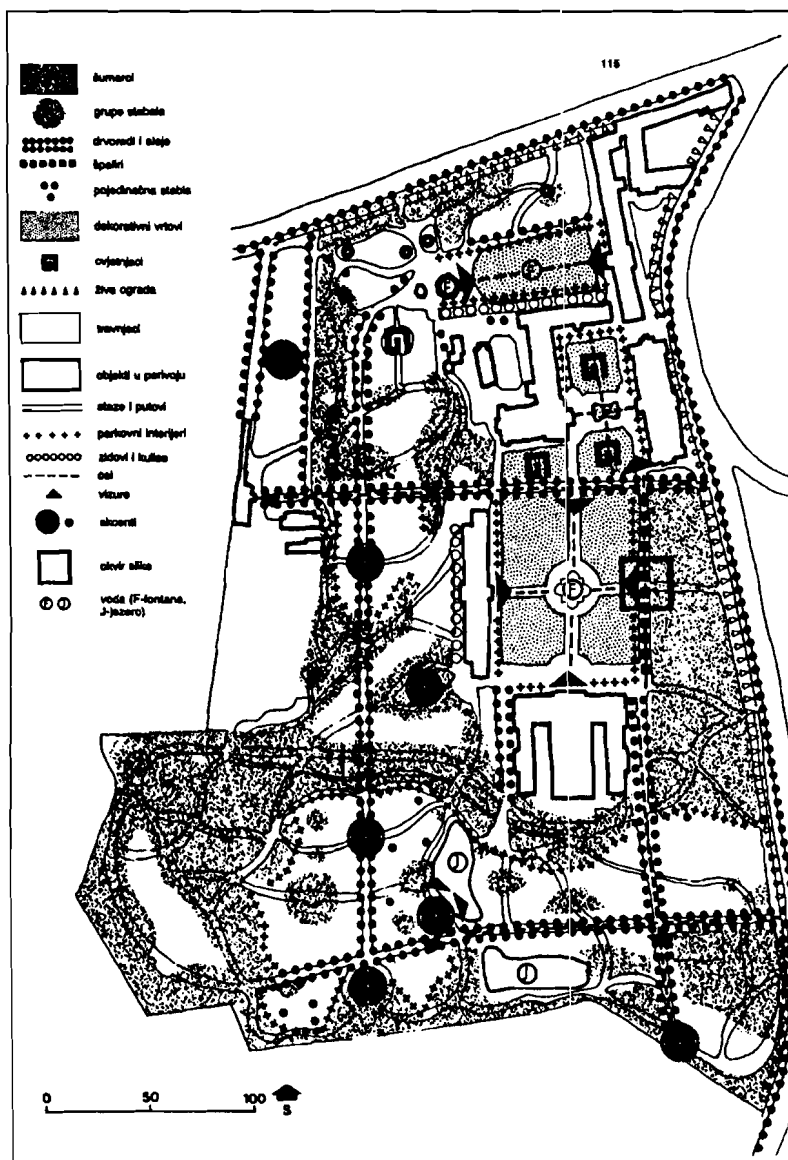 115
šumarci
grupe stabala
drvoredi i aleje
špaliri
pojedinačna stabla
dekorativni vrtovi
cvjetnjaci
živa ograda
travnjaci
objekti u perivoju
staze i putovi
parkovni interijeri
zidovi i kulise
osi
vizure
akcenti
okvir slike
voda (F-fontana,
J-jezero)
F J
F
F
F
J
J
0 50 100
S